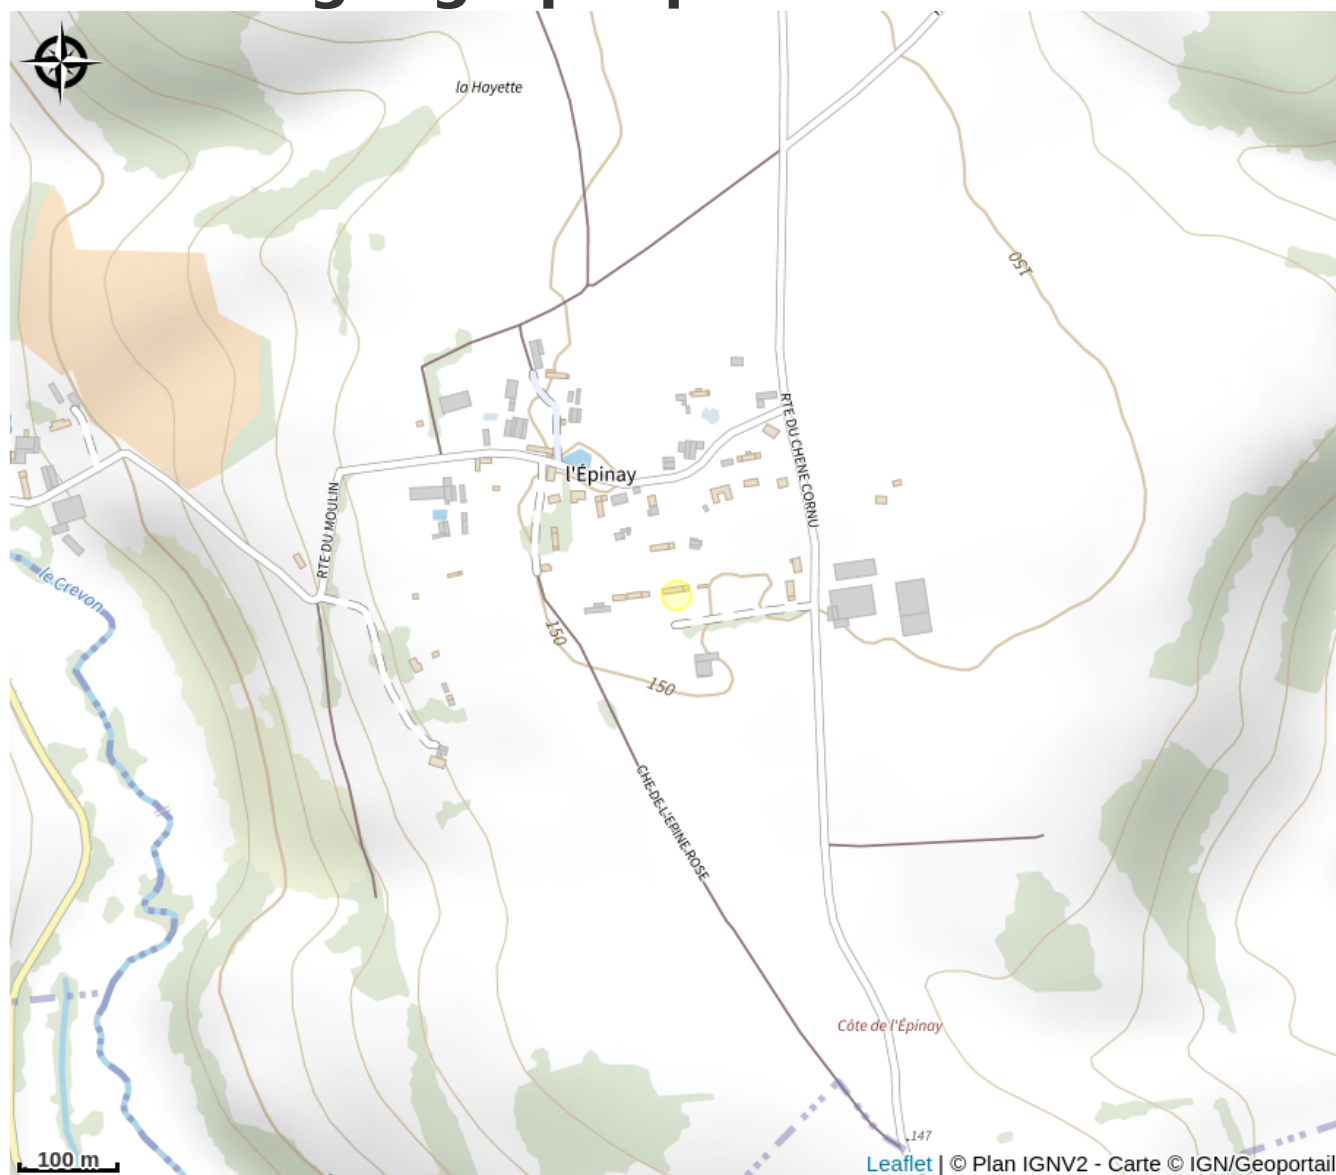 la Hayette
150
RTE DU CHENE CORNU
l'Épinay
RTE DU MOULIN
le Crevon
150
150
CHE DE L'EPINE ROSE
Côte de l'Épinay
147
100 m
Leaflet | © Plan IGNV2 - Carte © IGN/Geoportail